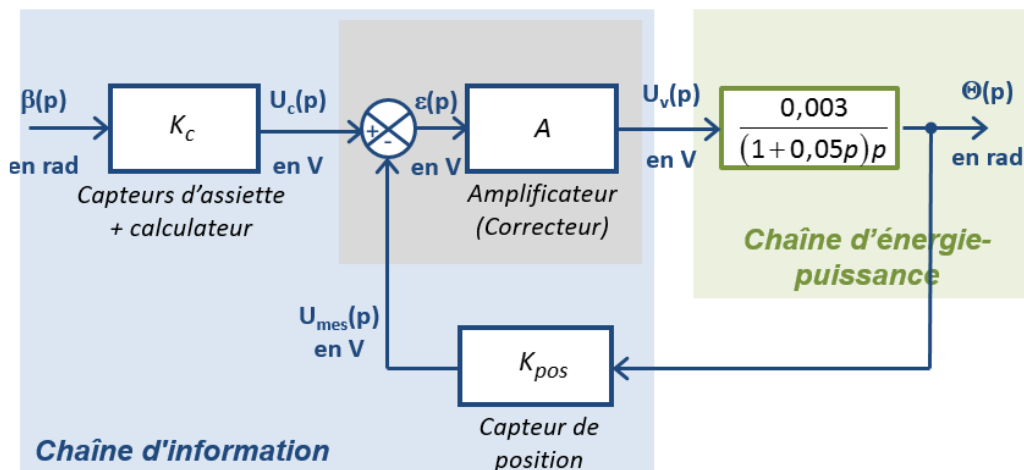 β(p)
en rad
K_c
Capteurs d'assiette
+ calculateur
U_c(p)
en V
+
-
ε(p)
en V
A
Amplificateur
(Correcteur)
U_v(p)
en V
0,003
(1+0,05p)p
Θ(p)
en rad
Chaîne d'énergie-
puissance
U_mes(p)
en V
K_pos
Capteur de
position
Chaîne d'information